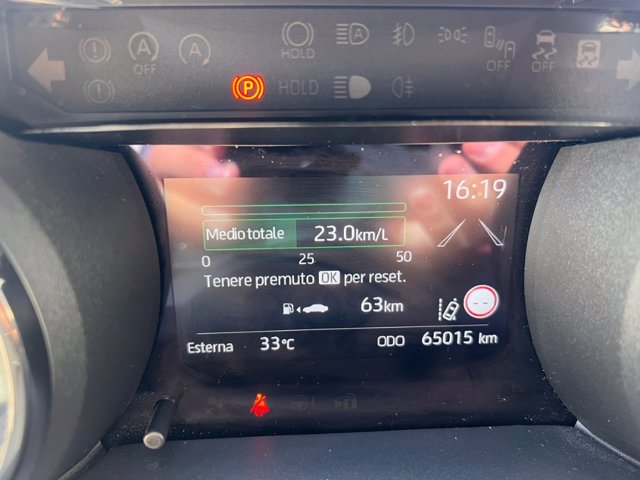 HOLD A
A A
OFF OFF
P HOLD
16:19
Medio totale 23.0km/L
0 25 50
Tenere premuto OK per reset.
63km
Esterna 33°C ODO 65015 km